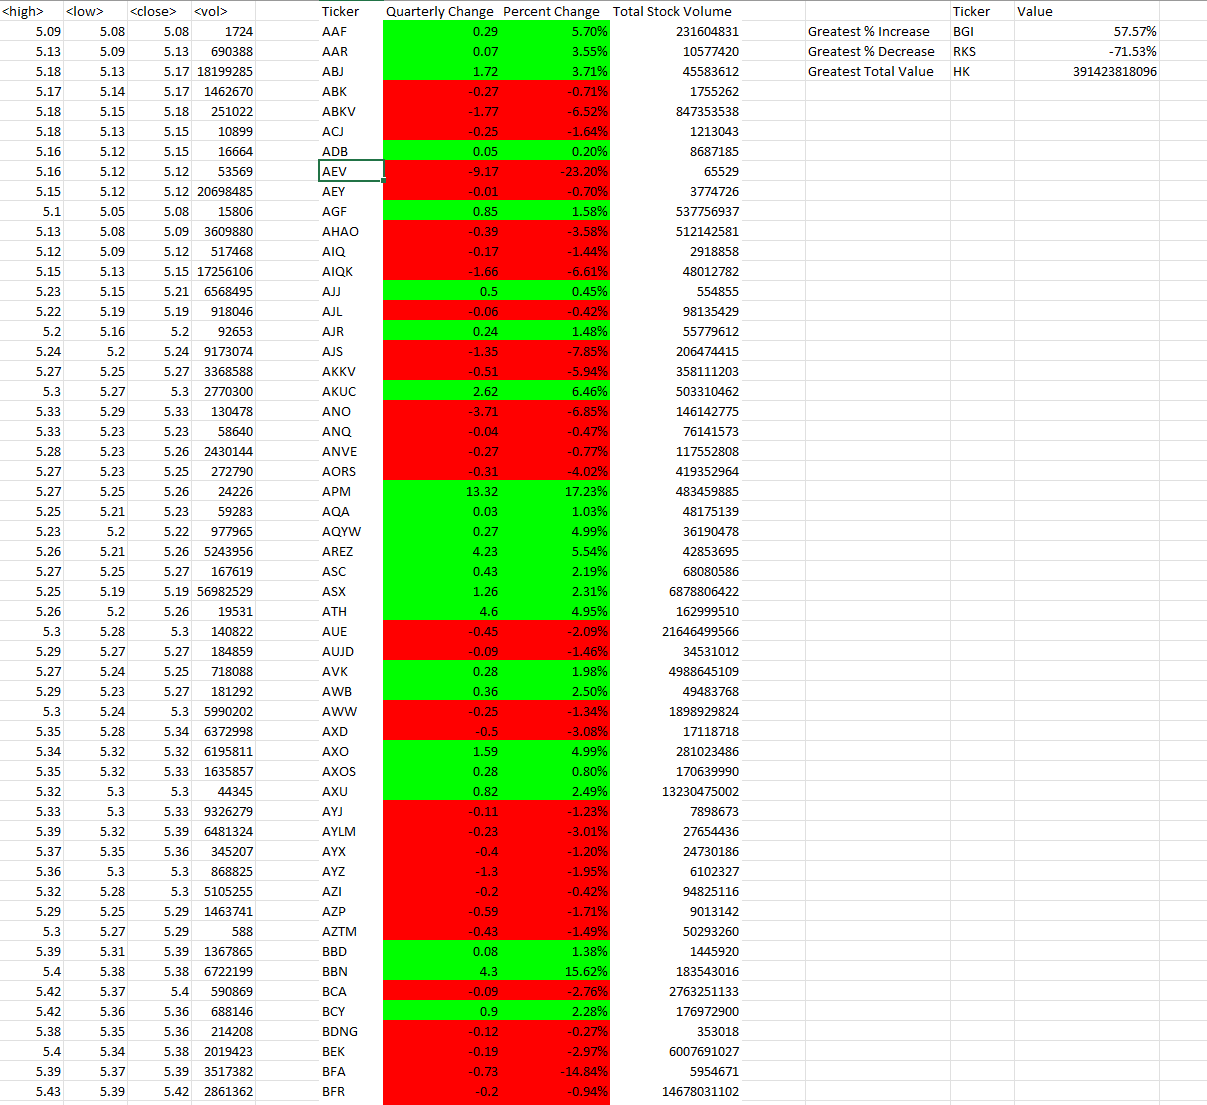 <high> <low> <close> <vol> Ticker Quarterly Change Percent Change Total Stock Volume Ticker Value
5.09 5.08 5.08 1724 AAF 0.29 5.70% 231604831 Greatest % Increase BGI 57.57%
5.13 5.09 5.13 690388 AAR 0.07 3.55% 10577420 Greatest % Decrease RKS -71.53%
5.18 5.13 5.17 18199285 ABJ 1.72 3.71% 45583612 Greatest Total Value HK 391423818096
5.17 5.14 5.17 1462670 ABK -0.27 -0.71% 1755262
5.18 5.15 5.18 251022 ABKV -1.77 -6.52% 847353538
5.18 5.13 5.15 10899 ACJ -0.25 -1.64% 1213043
5.16 5.12 5.15 16664 ADB 0.05 0.20% 8687185
5.16 5.12 5.12 53569 AEV -9.17 -23.20% 65529
5.15 5.12 5.12 20698485 AEY -0.01 -0.70% 3774726
5.1 5.05 5.08 15806 AGF 0.85 1.58% 537756937
5.13 5.08 5.09 3609880 AHAO -0.39 -3.58% 512142581
5.12 5.09 5.12 517468 AIQ -0.17 -1.44% 2918858
5.15 5.13 5.15 17256106 AIQK -1.66 -6.61% 48012782
5.23 5.15 5.21 6568495 AJJ 0.5 0.45% 554855
5.22 5.19 5.19 918046 AJL -0.06 -0.42% 98135429
5.2 5.16 5.2 92653 AJR 0.24 1.48% 55779612
5.24 5.2 5.24 9173074 AJS -1.35 -7.85% 206474415
5.27 5.25 5.27 3368588 AKKV -0.51 -5.94% 358111203
5.3 5.27 5.3 2770300 AKUC 2.62 6.46% 503310462
5.33 5.29 5.33 130478 ANO -3.71 -6.85% 146142775
5.33 5.23 5.23 58640 ANQ -0.04 -0.47% 76141573
5.28 5.23 5.26 2430144 ANVE -0.27 -0.77% 117552808
5.27 5.23 5.25 272790 AORS -0.31 -4.02% 419352964
5.27 5.25 5.26 24226 APM 13.32 17.23% 483459885
5.25 5.21 5.23 59283 AQA 0.03 1.03% 48175139
5.23 5.2 5.22 977965 AQYW 0.27 4.99% 36190478
5.26 5.21 5.26 5243956 AREZ 4.23 5.54% 42853695
5.27 5.25 5.27 167619 ASC 0.43 2.19% 68080586
5.25 5.19 5.19 56982529 ASX 1.26 2.31% 6878806422
5.26 5.2 5.26 19531 ATH 4.6 4.95% 162999510
5.3 5.28 5.3 140822 AUE -0.45 -2.09% 21646499566
5.29 5.27 5.27 184859 AUJD -0.09 -1.46% 34531012
5.27 5.24 5.25 718088 AVK 0.28 1.98% 4988645109
5.29 5.23 5.27 181292 AWB 0.36 2.50% 49483768
5.3 5.24 5.3 5990202 AWW -0.25 -1.34% 1898929824
5.35 5.28 5.34 6372998 AXD -0.5 -3.08% 17118718
5.34 5.32 5.32 6195811 AXO 1.59 4.99% 281023486
5.35 5.32 5.33 1635857 AXOS 0.28 0.80% 170639990
5.32 5.3 5.3 44345 AXU 0.82 2.49% 13230475002
5.33 5.3 5.33 9326279 AYJ -0.11 -1.23% 7898673
5.39 5.32 5.39 6481324 AYLM -0.23 -3.01% 27654436
5.37 5.35 5.36 345207 AYX -0.4 -1.20% 24730186
5.36 5.3 5.3 868825 AYZ -1.3 -1.95% 6102327
5.32 5.28 5.3 5105255 AZI -0.2 -0.42% 94825116
5.29 5.25 5.29 1463741 AZP -0.59 -1.71% 9013142
5.3 5.27 5.29 588 AZTM -0.43 -1.49% 50293260
5.39 5.31 5.39 1367865 BBD 0.08 1.38% 1445920
5.4 5.38 5.38 6722199 BBN 4.3 15.62% 183543016
5.42 5.37 5.4 590869 BCA -0.09 -2.76% 2763251133
5.42 5.36 5.36 688146 BCY 0.9 2.28% 176972900
5.38 5.35 5.36 214208 BDNG -0.12 -0.27% 353018
5.4 5.34 5.38 2019423 BEK -0.19 -2.97% 6007691027
5.39 5.37 5.39 3517382 BFA -0.73 -14.84% 5954671
5.43 5.39 5.42 2861362 BFR -0.2 -0.94% 14678031102